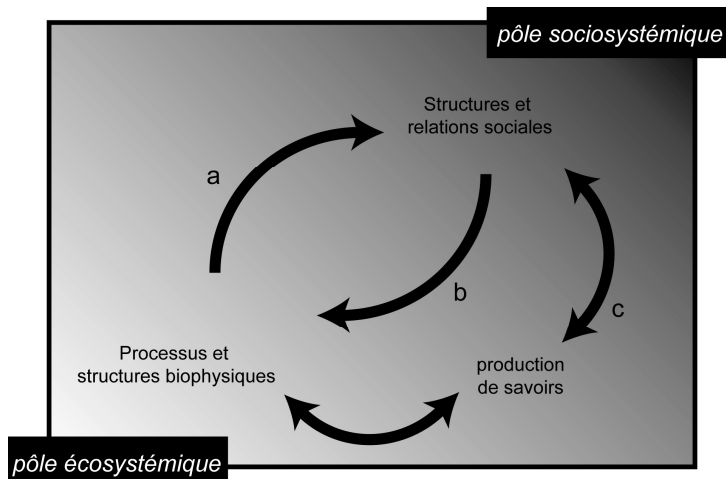 pôle sociosystémique
Structures et
relations sociales
a
b
c
Processus et
structures biophysiques
production
de savoirs
pôle écosystémique